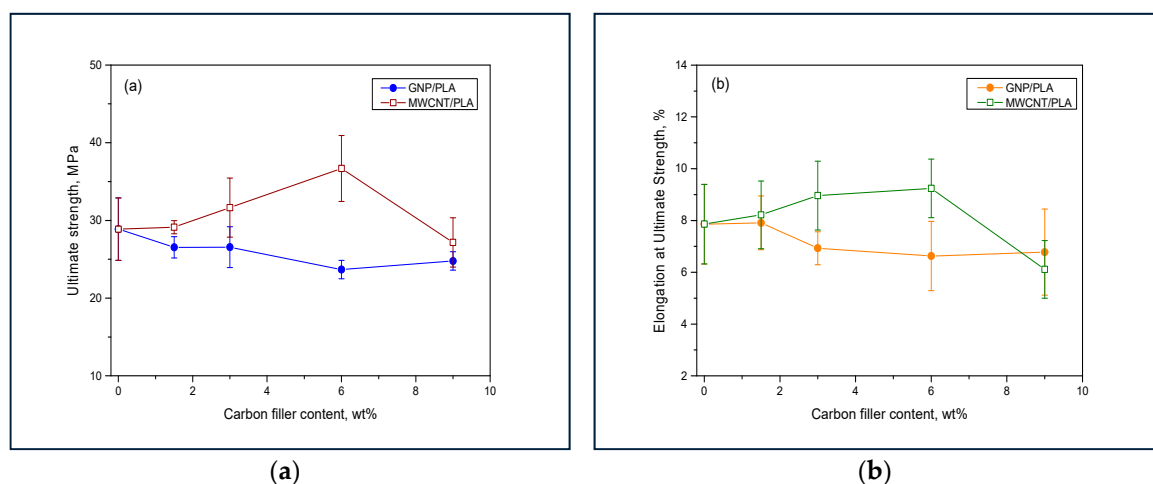 (a)
GNP/PLA
MWCNT/PLA
50
40
30
20
10
Ultimate strength, MPa
0 2 4 6 8 10
Carbon filler content, wt%
(a)
(b)
GNP/PLA
MWCNT/PLA
14
12
10
8
6
4
2
Elongation at Ultimate Strength, %
0 2 4 6 8 10
Carbon filler content, wt%
(b)